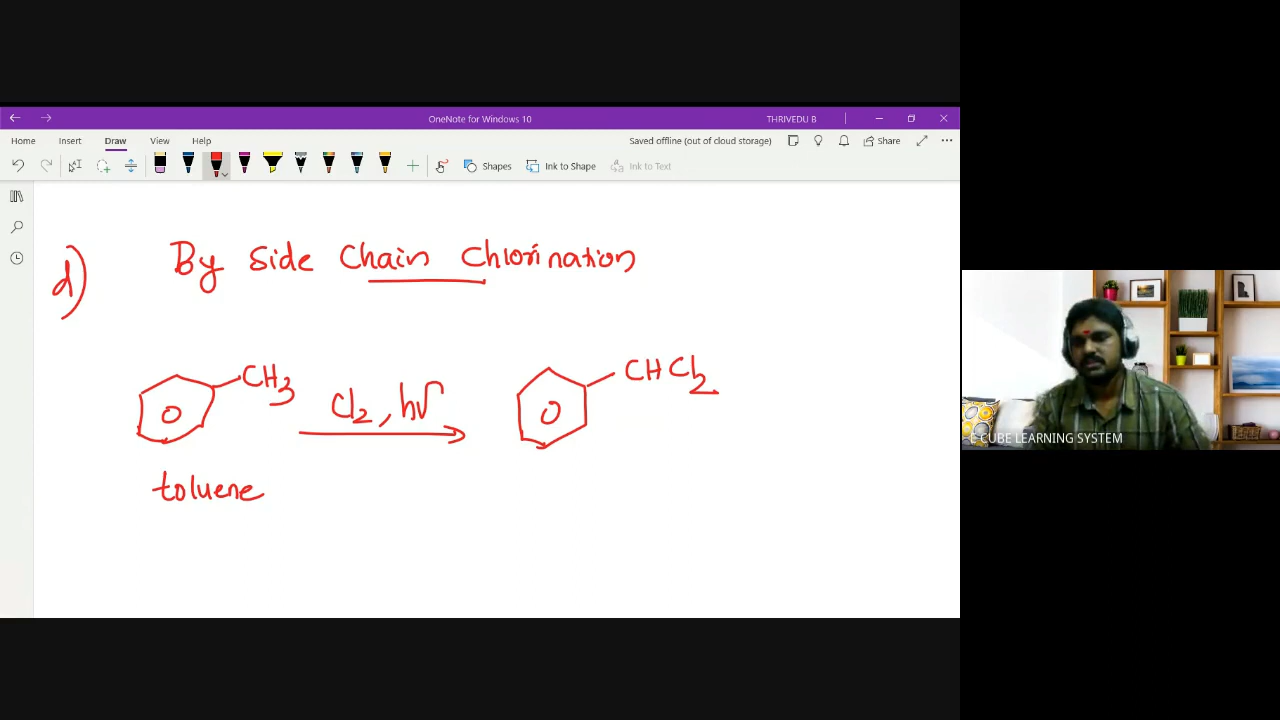 OneNote for Windows 10
THRIVEDU B
Home Insert Draw View Help
Saved offline (out of cloud storage)
Share
Shapes Ink to Shape Ink to Text
d) By Side Chain Chlorination
CH3 Cl2, hν CHCl2
toluene
E CUBE LEARNING SYSTEM